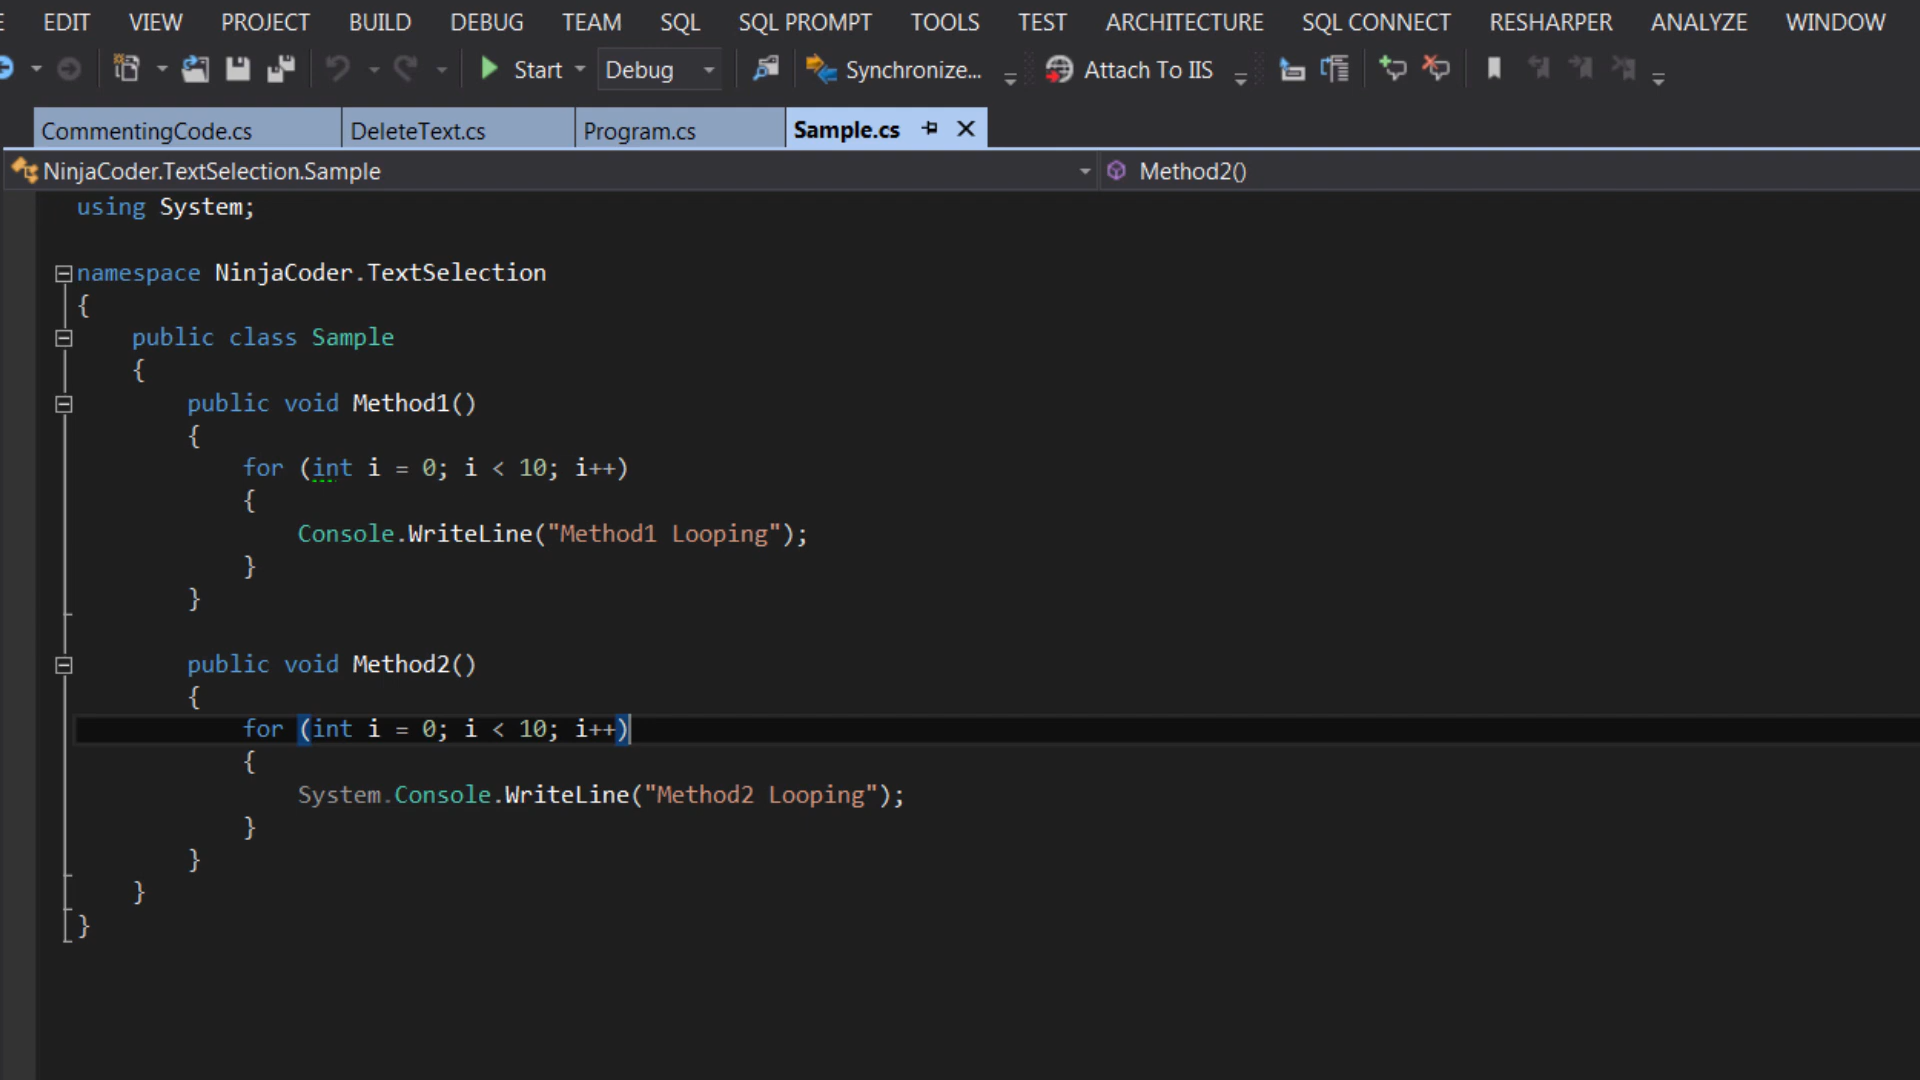 EDIT VIEW PROJECT BUILD DEBUG TEAM SQL SQL PROMPT TOOLS TEST ARCHITECTURE SQL CONNECT RESHARPER ANALYZE WINDOW
Start Debug Synchronize... Attach To IIS
CommentingCode.cs DeleteText.cs Program.cs Sample.cs
NinjaCoder.TextSelection.Sample Method2()
using System;
namespace NinjaCoder.TextSelection
{
public class Sample
{
public void Method1()
{
for (int i = 0; i < 10; i++)
{
Console.WriteLine("Method1 Looping");
}
}
public void Method2()
{
for (int i = 0; i < 10; i++)
{
System.Console.WriteLine("Method2 Looping");
}
}
}
}